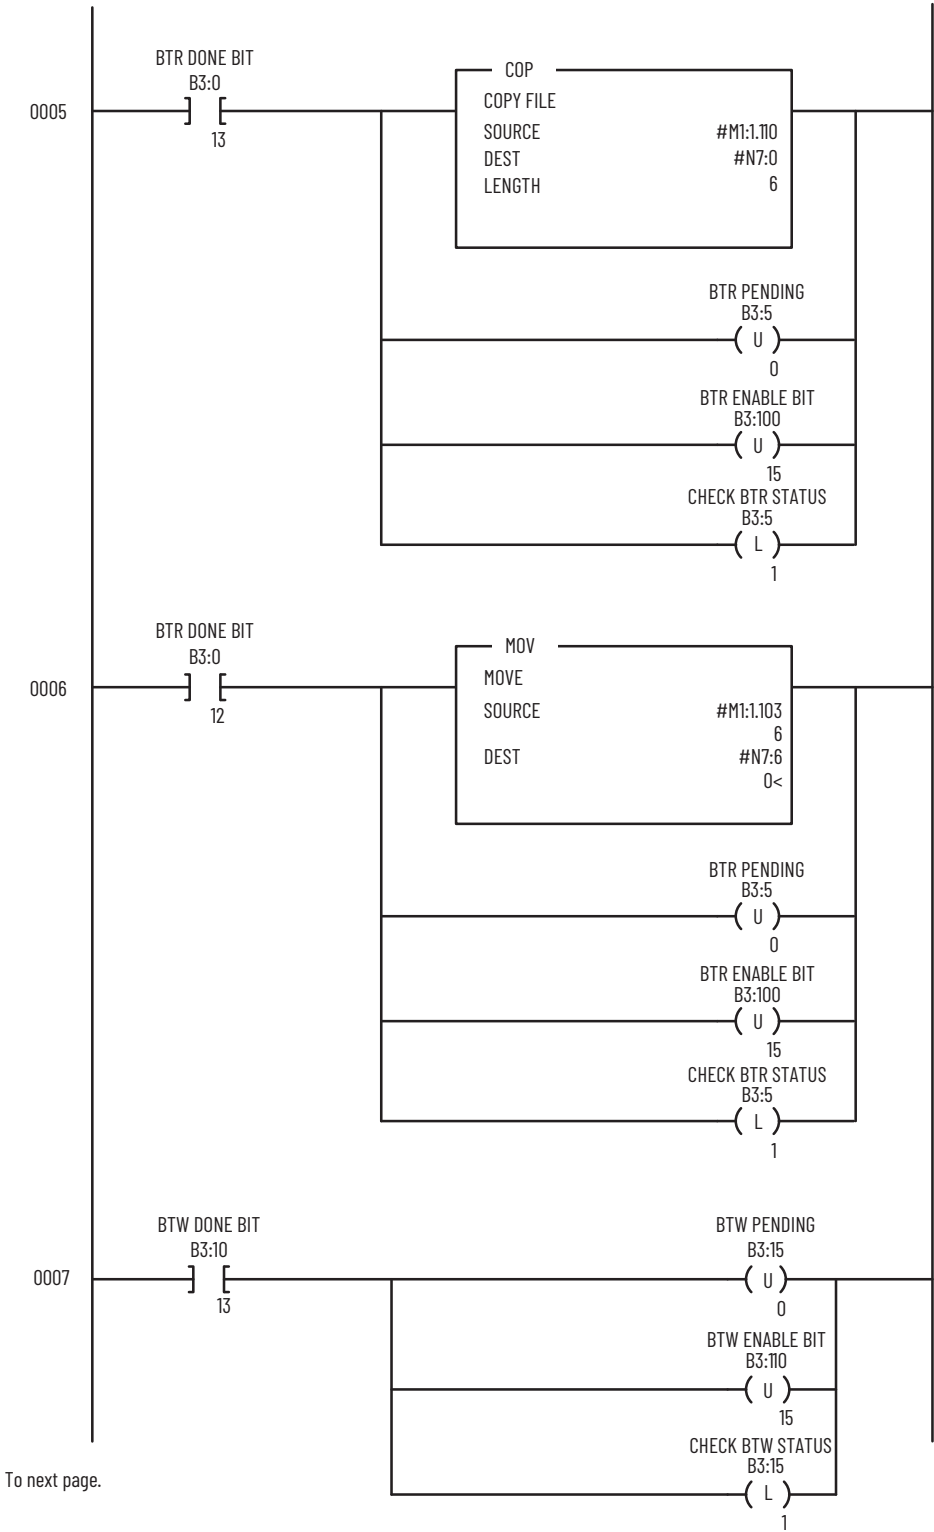 BTR DONE BIT
B3:0
13
0005
COP
COPY FILE
SOURCE #M1:1.110
DEST #N7:0
LENGTH 6
BTR PENDING
B3:5
U
0
BTR ENABLE BIT
B3:100
U
15
CHECK BTR STATUS
B3:5
L
1
BTR DONE BIT
B3:0
12
0006
MOV
MOVE
SOURCE #M1:1.103
6
DEST #N7:6
0<
BTR PENDING
B3:5
U
0
BTR ENABLE BIT
B3:100
U
15
CHECK BTR STATUS
B3:5
L
1
BTW DONE BIT
B3:10
13
0007
BTW PENDING
B3:15
U
0
BTW ENABLE BIT
B3:110
U
15
CHECK BTW STATUS
B3:15
L
1
To next page.